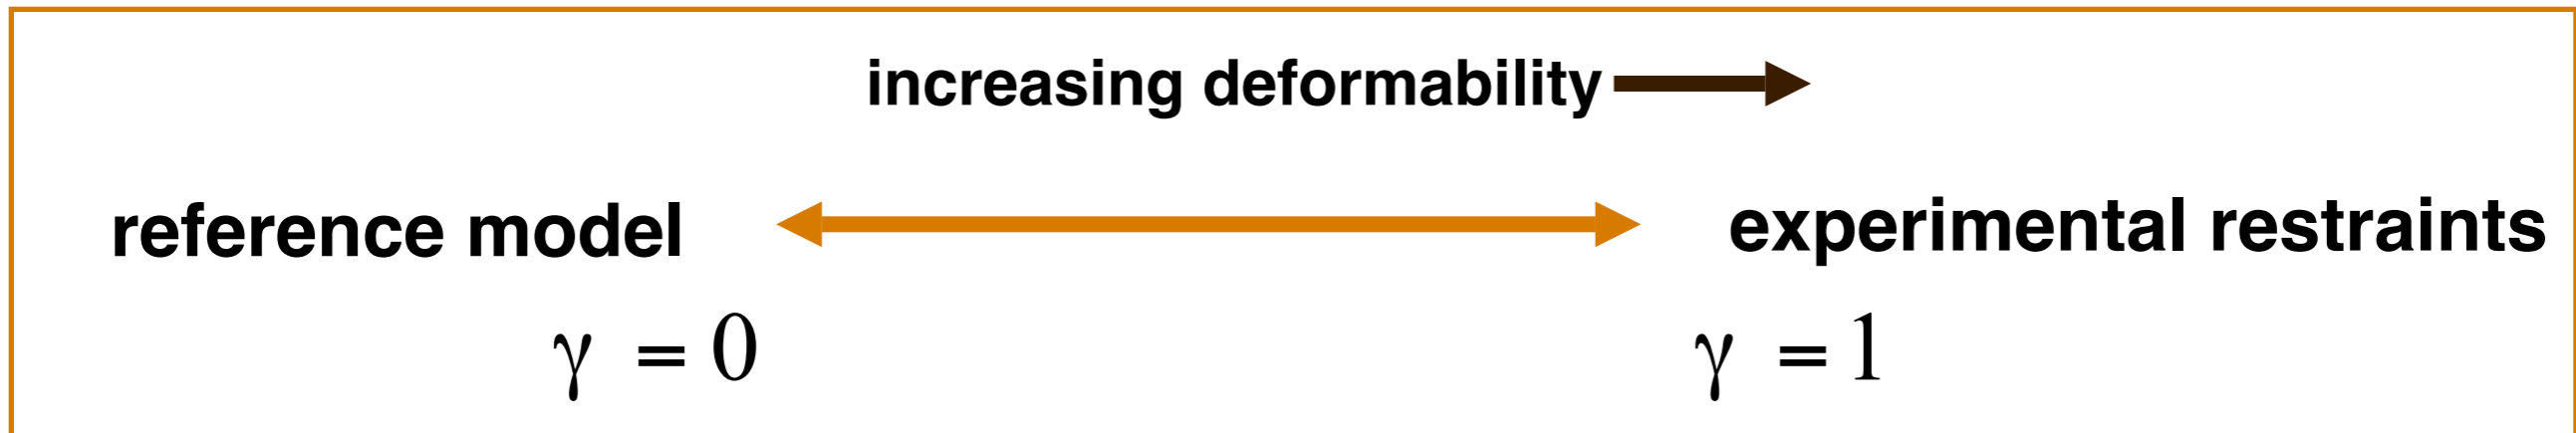 increasing deformability
reference model experimental restraints
γ = 0 γ = 1